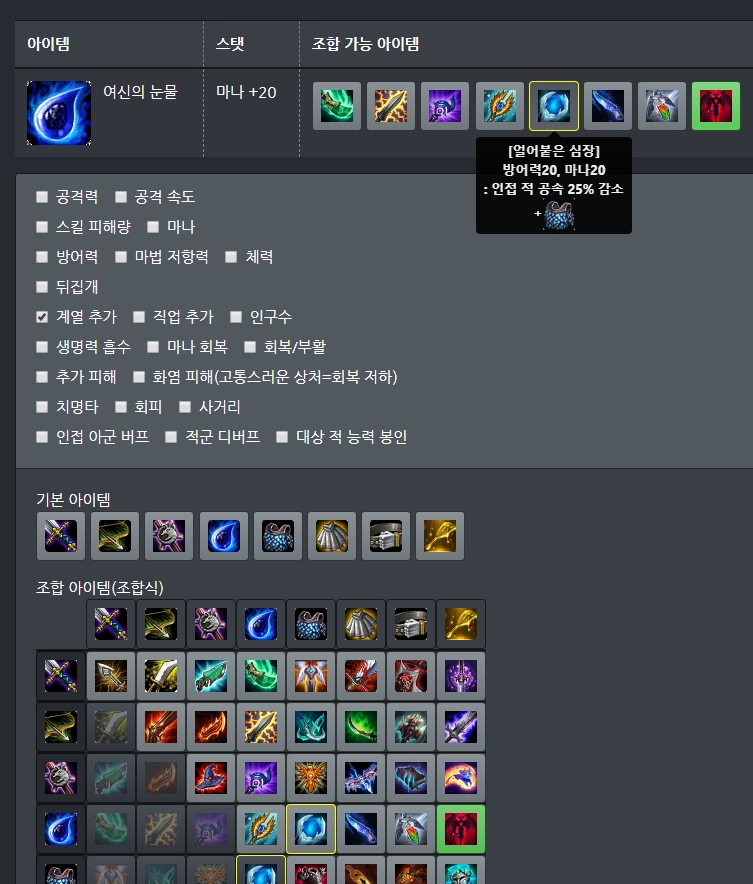 아이템 스탯 조합 가능 아이템
여신의 눈물 마나 +20
[얼어붙은 심장]
방어력20, 마나20
: 인접 적 공속 25% 감소
+
공격력 공격 속도
스킬 피해량 마나
방어력 마법 저항력 체력
뒤집개
계열 추가 직업 추가 인구수
생명력 흡수 마나 회복 회복/부활
추가 피해 화염 피해(고통스러운 상처=회복 저하)
치명타 회피 사거리
인접 아군 버프 적군 디버프 대상 적 능력 봉인
기본 아이템
조합 아이템(조합식)